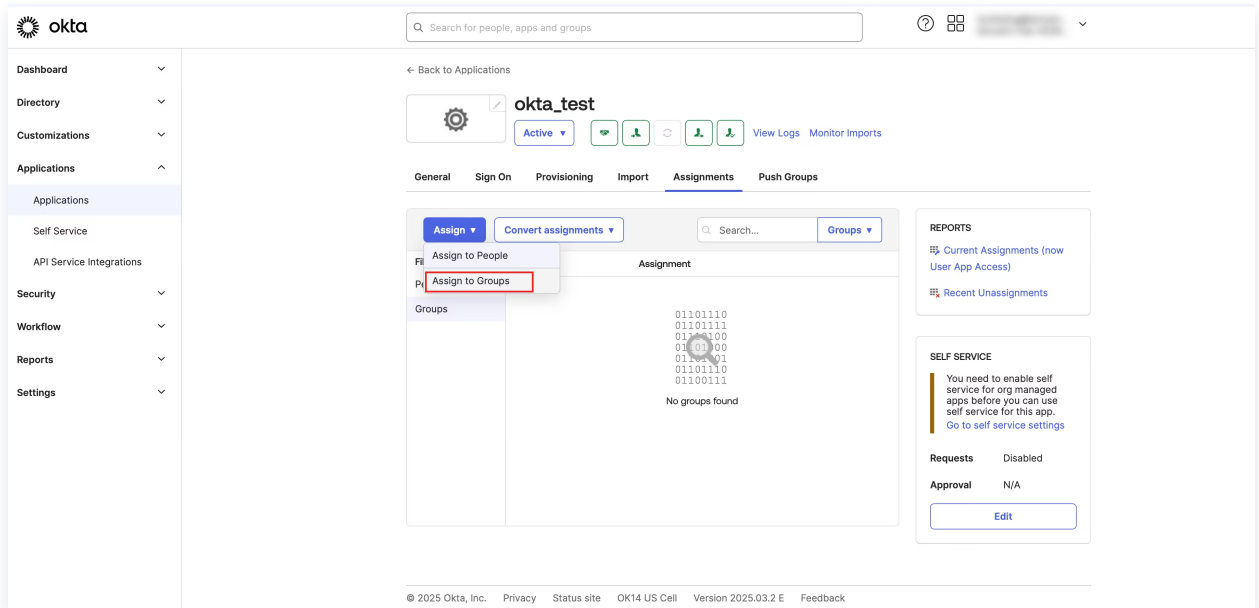 okta
Search for people, apps and groups
Dashboard
Directory
Customizations
Applications
Applications
Self Service
API Service Integrations
Security
Workflow
Reports
Settings
← Back to Applications
okta_test
Active ▼
View Logs
Monitor Imports
General
Sign On
Provisioning
Import
Assignments
Push Groups
Assign ▼
Convert assignments ▼
Search...
Groups ▼
Assign to People
Assign to Groups
Assignment
Groups
01101110
01101111
01101110
No groups found
01100111
REPORTS
Current Assignments (now
User App Access)
Recent Unassignments
SELF SERVICE
You need to enable self
service for org managed
apps before you can use
self service for this app.
Go to self service settings
Requests Disabled
Approval N/A
Edit
© 2025 Okta, Inc.
Privacy
Status site
OK14 US Cell
Version 2025.03.2 E
Feedback